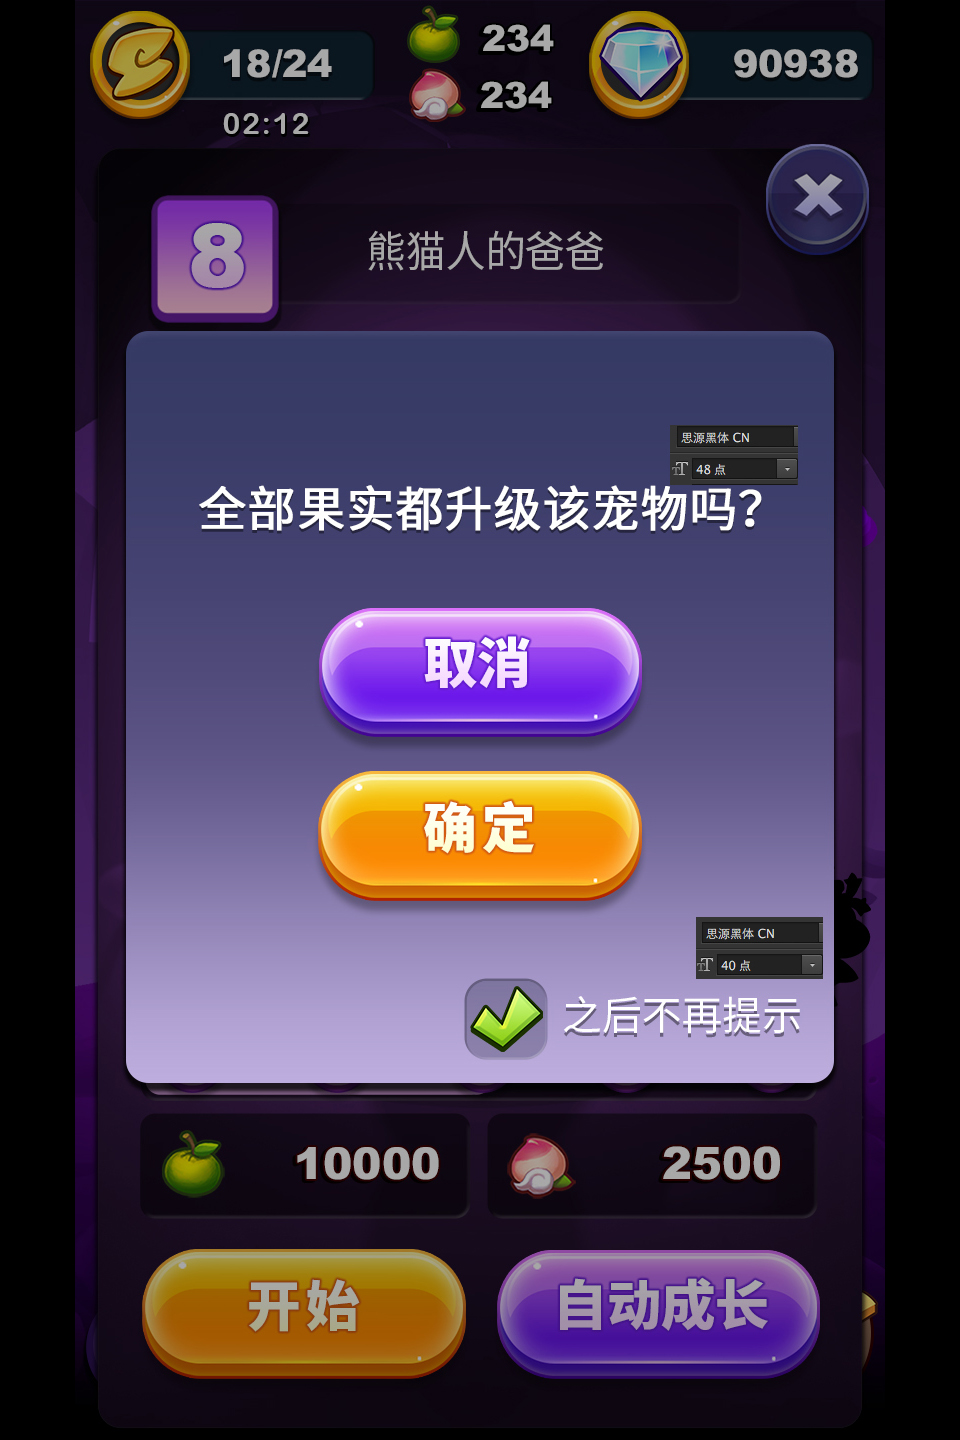 18/24
234
90938
234
02:12
8
熊猫人的爸爸
思源黑体 CN
48 点
全部果实都升级该宠物吗?
取消
确定
思源黑体 CN
40 点
之后不再提示
10000
2500
开始
自动成长